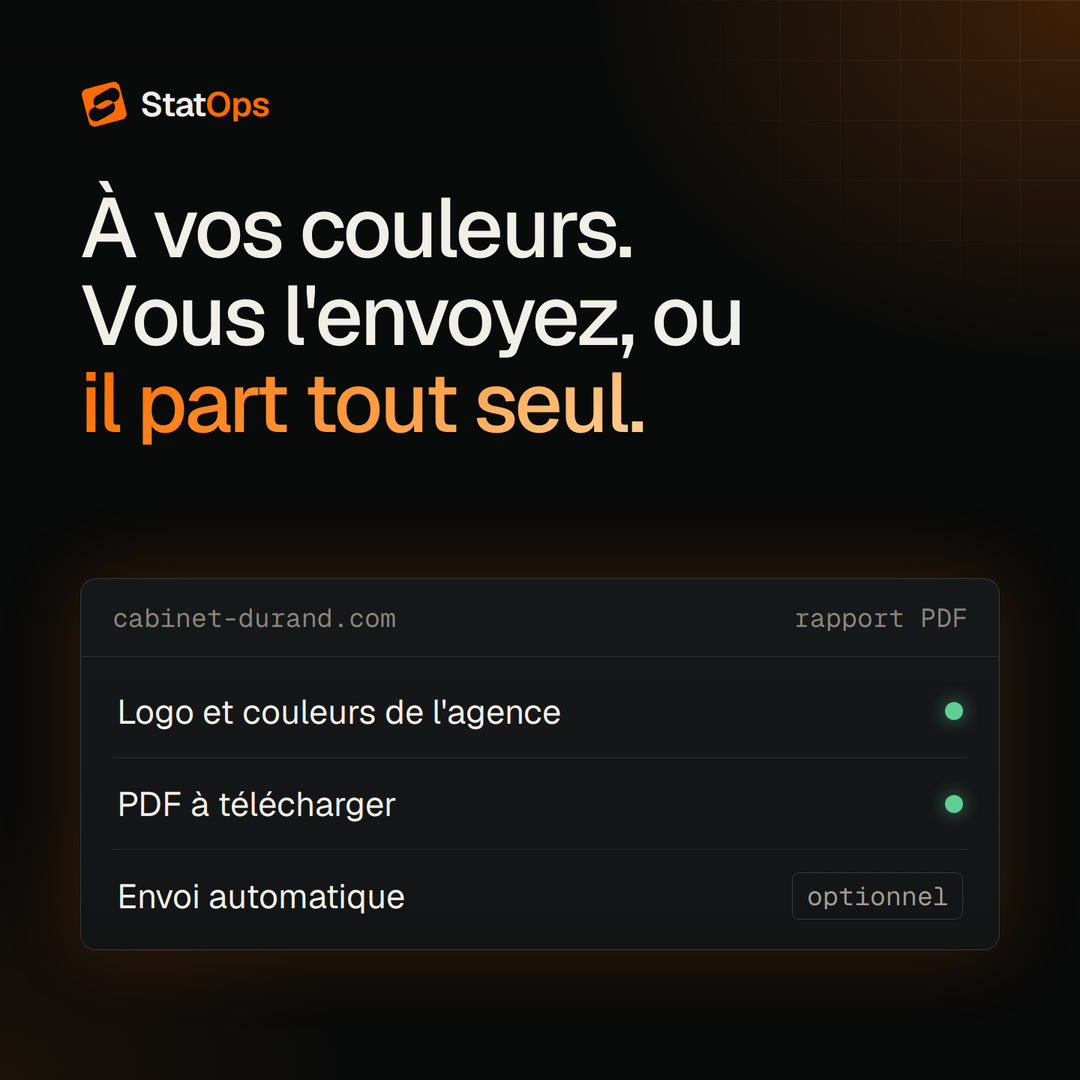 StatOps
À vos couleurs.
Vous l'envoyez, ou
il part tout seul.
cabinet-durand.com
rapport PDF
Logo et couleurs de l'agence
PDF à télécharger
Envoi automatique
optionnel